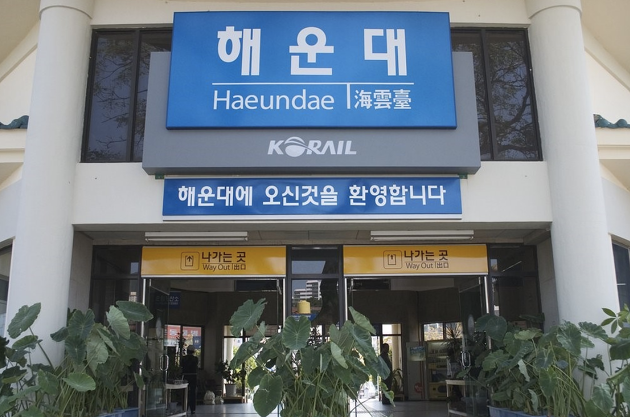 해운대
Haeundae 海雲臺
KORAIL
해운대에 오신것을 환영합니다
나가는 곳
Way Out 出口
나가는 곳
Way Out 出口